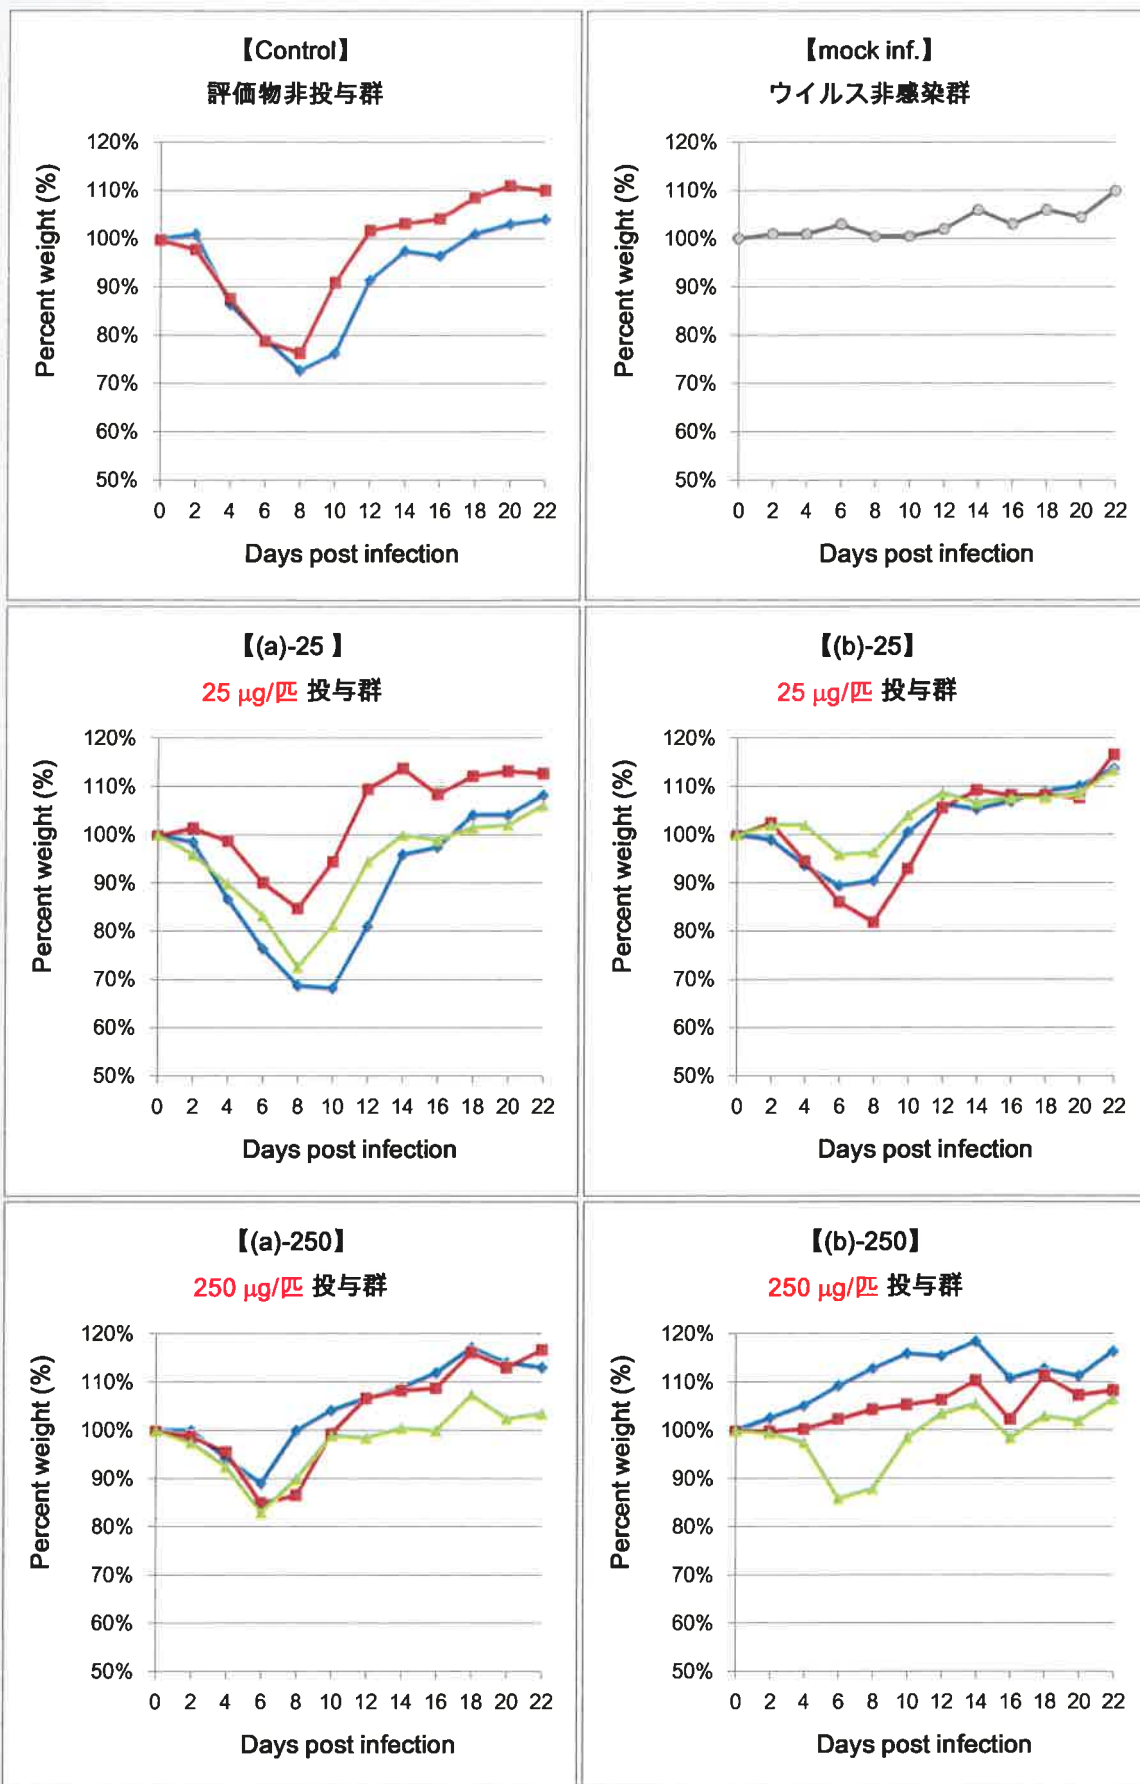 【Control】
評価物非投与群
120%
110%
100%
90%
80%
70%
60%
50%
Percent weight (%)
0 2 4 6 8 10 12 14 16 18 20 22
Days post infection
【mock inf.】
ウイルス非感染群
120%
110%
100%
90%
80%
70%
60%
50%
Percent weight (%)
0 2 4 6 8 10 12 14 16 18 20 22
Days post infection
【(a)-25 】
25 μg/匹 投与群
120%
110%
100%
90%
80%
70%
60%
50%
Percent weight (%)
0 2 4 6 8 10 12 14 16 18 20 22
Days post infection
【(b)-25】
25 μg/匹 投与群
120%
110%
100%
90%
80%
70%
60%
50%
Percent weight (%)
0 2 4 6 8 10 12 14 16 18 20 22
Days post infection
【(a)-250】
250 μg/匹 投与群
120%
110%
100%
90%
80%
70%
60%
50%
Percent weight (%)
0 2 4 6 8 10 12 14 16 18 20 22
Days post infection
【(b)-250】
250 μg/匹 投与群
120%
110%
100%
90%
80%
70%
60%
50%
Percent weight (%)
0 2 4 6 8 10 12 14 16 18 20 22
Days post infection